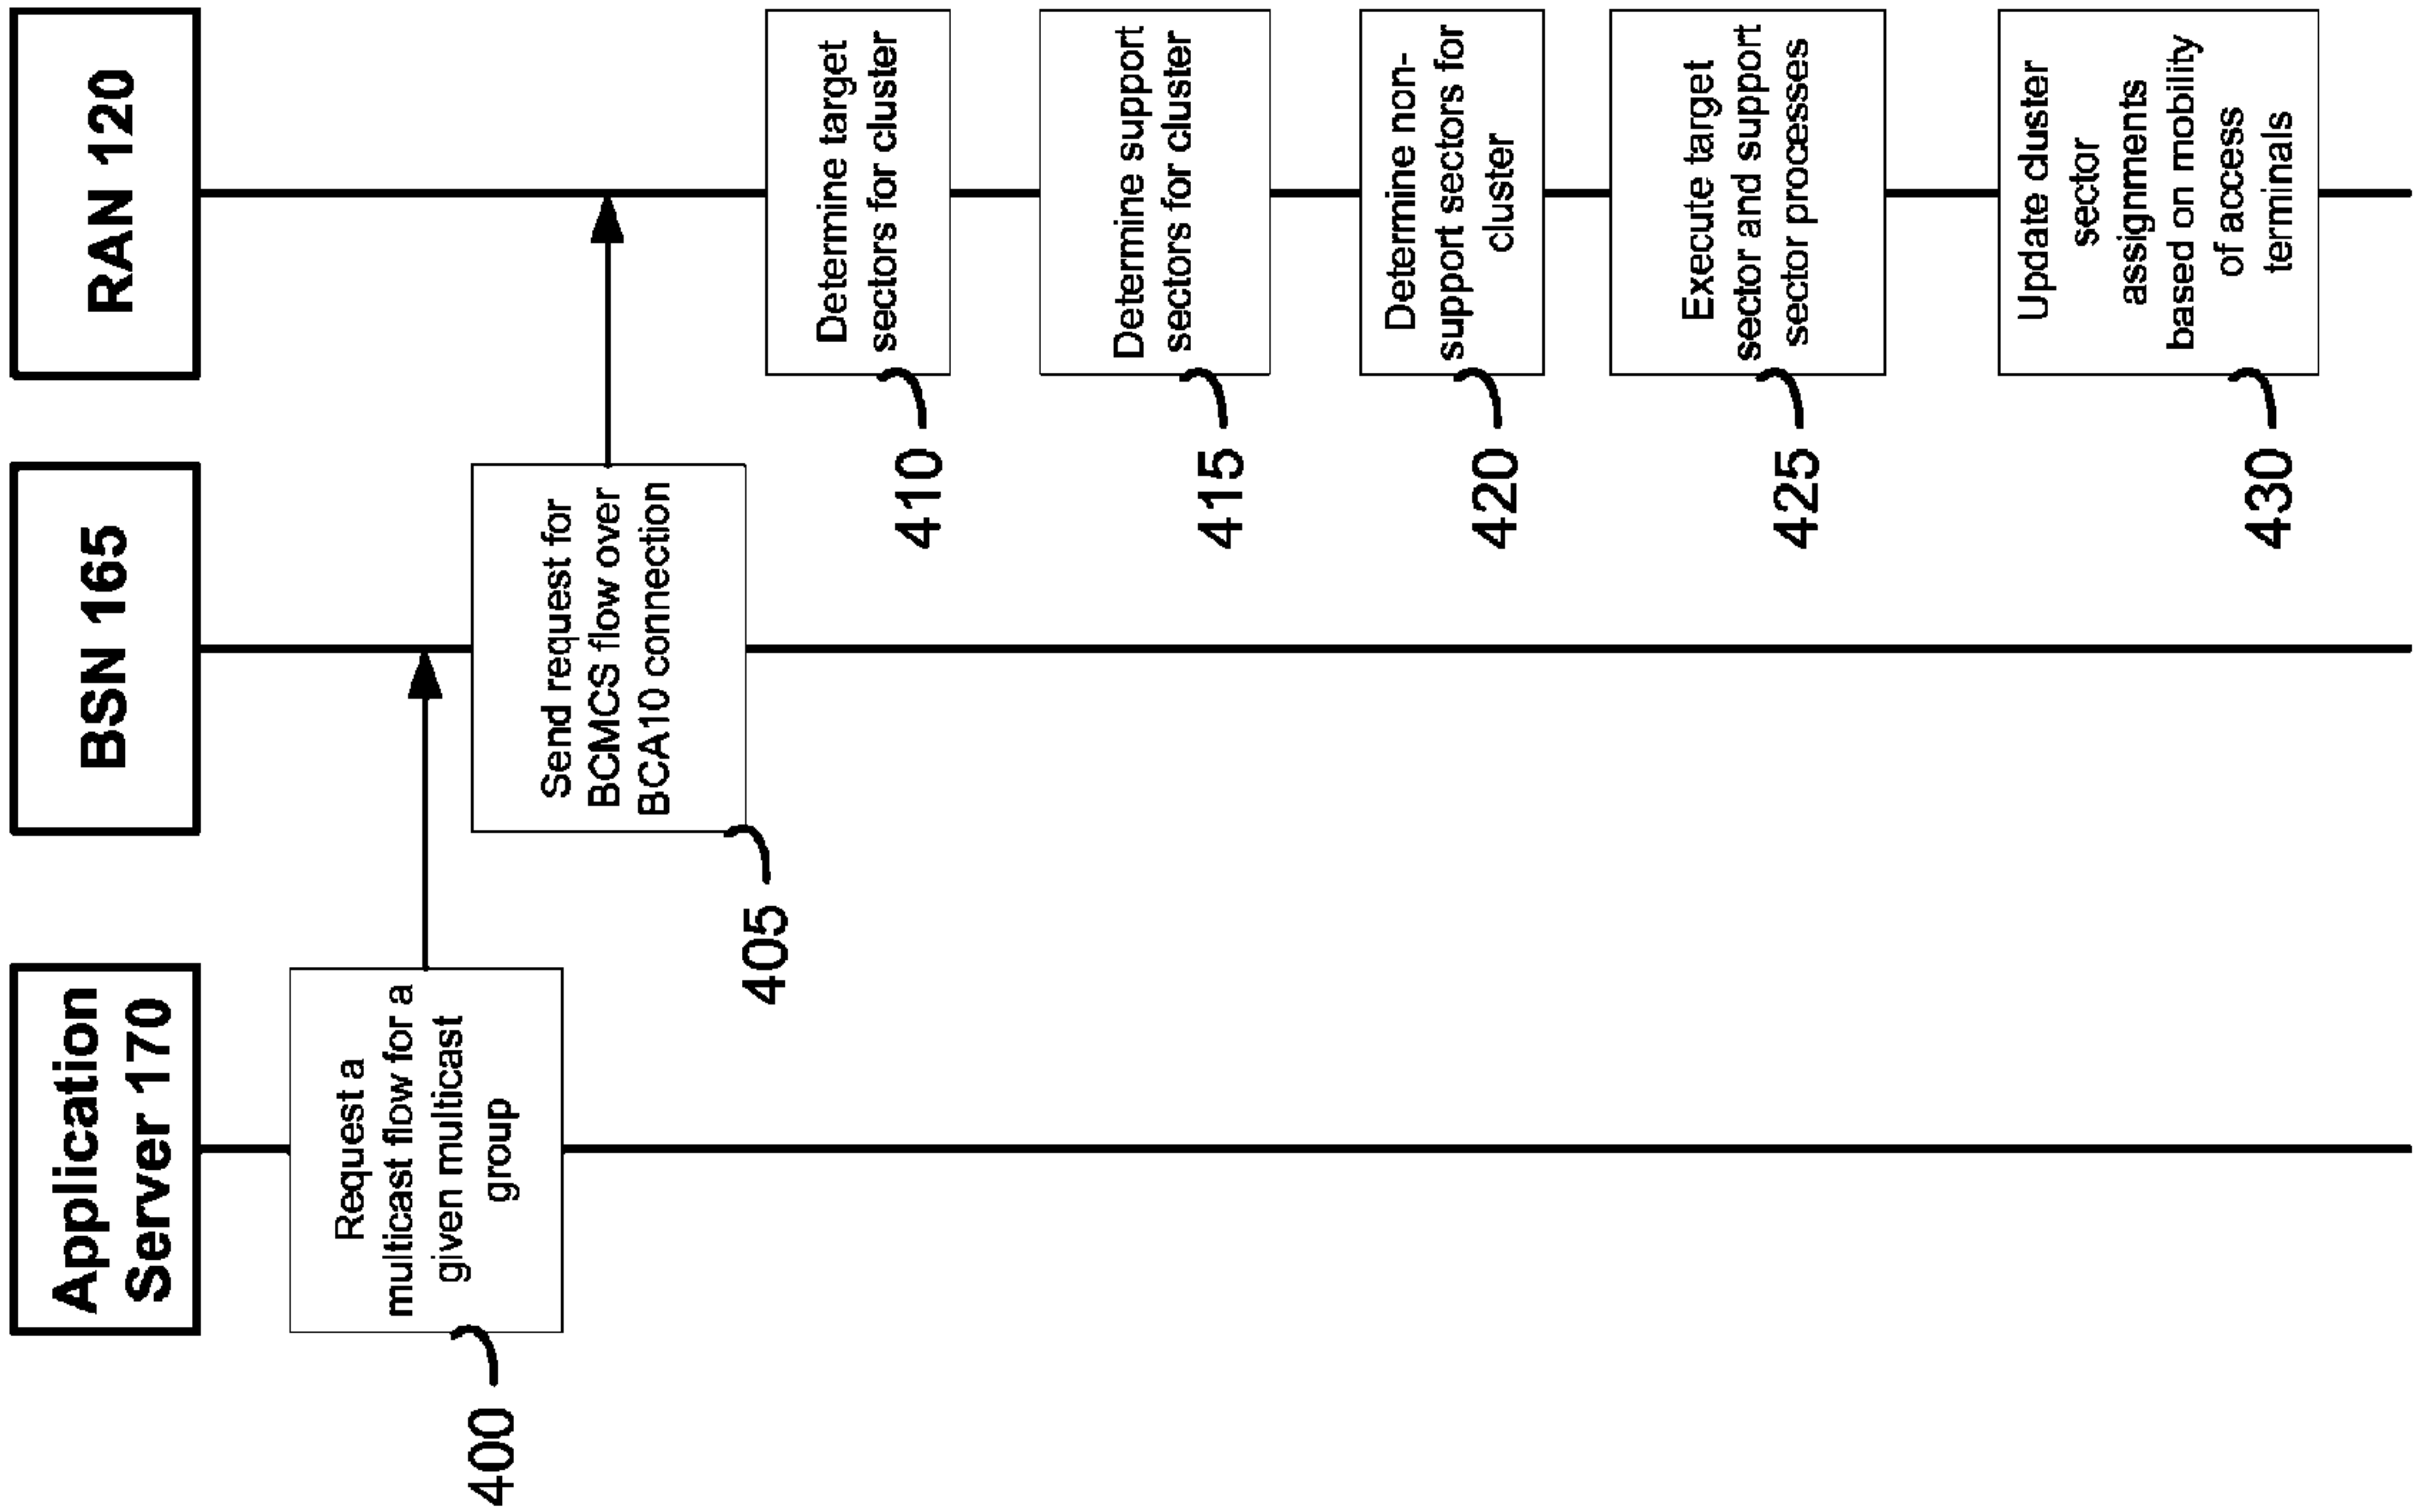 Application
Server 170
BSN 165
RAN 120
400
Request a
multicast flow for a
given multicast
group
405
Send request for
BCMCS flow over
BCA10 connection
410
Determine target
sectors for cluster
415
Determine support
sectors for cluster
420
Determine non-
support sectors for
cluster
425
Execute target
sector and support
sector processes
430
Update cluster
sector
assignments
based on mobility
of access
terminals